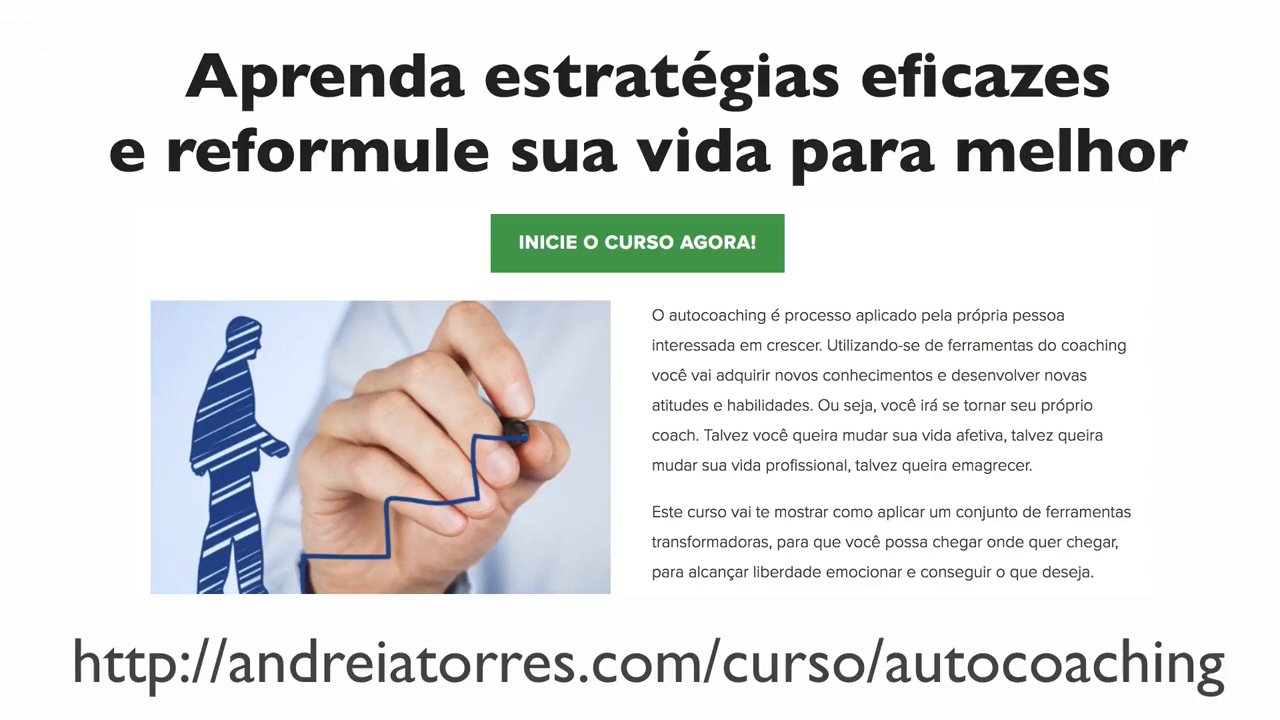 Aprenda estratégias eficazes
e reformule sua vida para melhor
INICIE O CURSO AGORA!
O autocoaching é processo aplicado pela própria pessoa
interessada em crescer. Utilizando-se de ferramentas do coaching
você vai adquirir novos conhecimentos e desenvolver novas
atitudes e habilidades. Ou seja, você irá se tornar seu próprio
coach. Talvez você queira mudar sua vida afetiva, talvez queira
mudar sua vida profissional, talvez queira emagrecer.
Este curso vai te mostrar como aplicar um conjunto de ferramentas
transformadoras, para que você possa chegar onde quer chegar,
para alcançar liberdade emocionar e conseguir o que deseja.
http://andreiatorres.com/curso/autocoaching